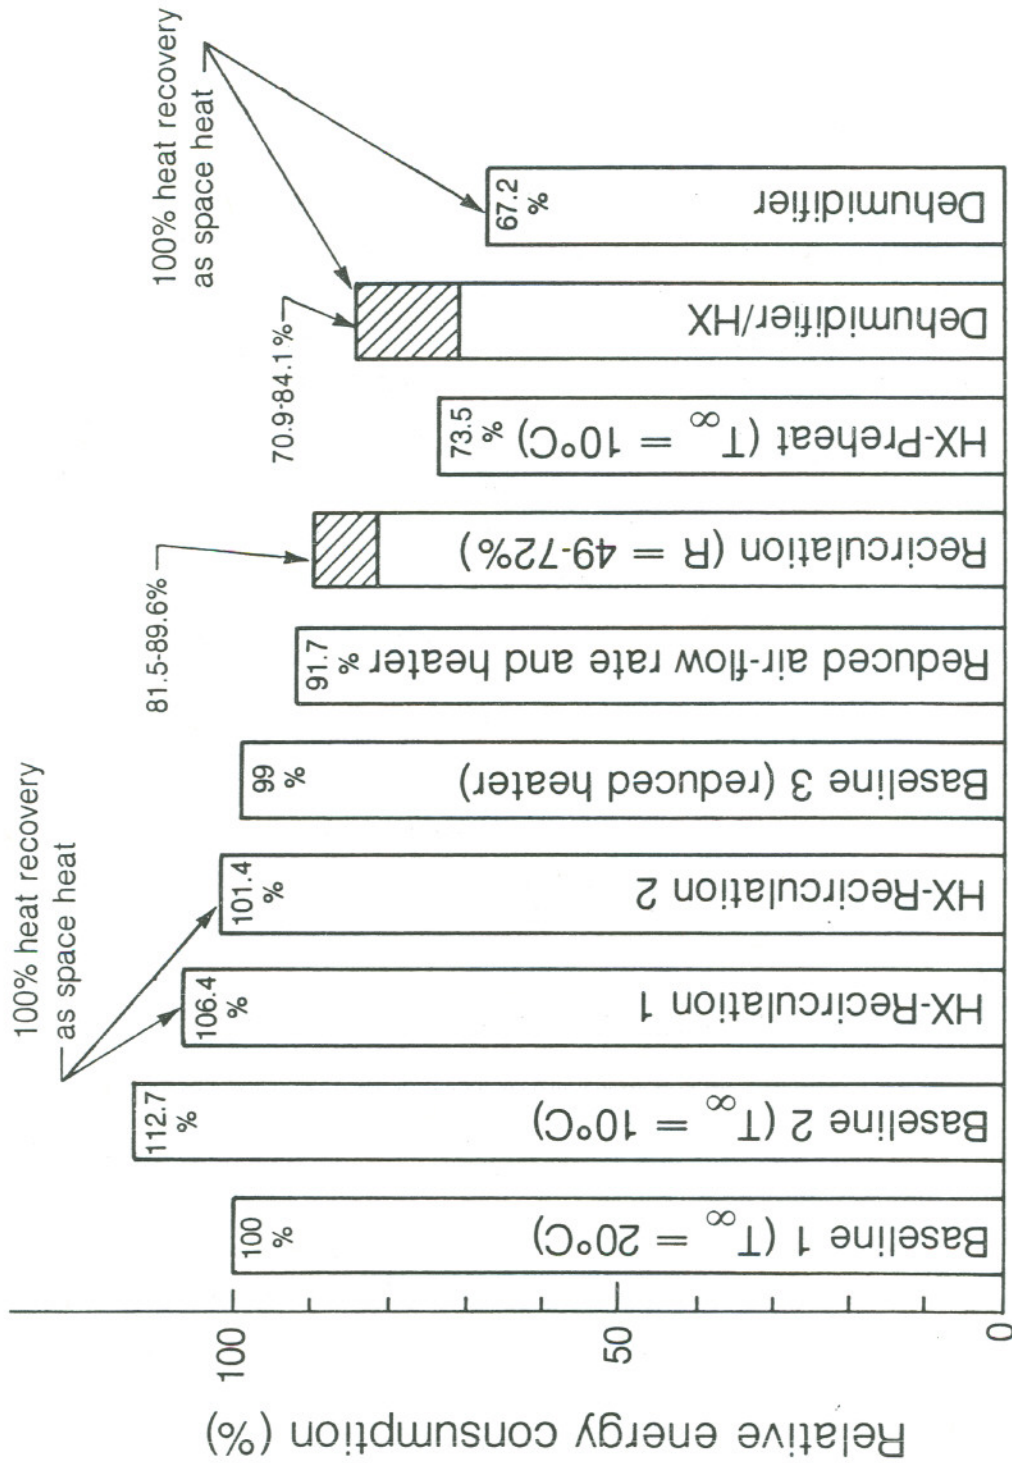 Relative energy consumption (%)
100
50
0
100% heat recovery
as space heat
81.5-89.6%
70.9-84.1%
100% heat recovery
as space heat
100
%
Baseline 1 (T∞ = 20°C)
112.7
%
Baseline 2 (T∞ = 10°C)
106.4
%
HX-Recirculation 1
101.4
%
HX-Recirculation 2
99
%
Baseline 3 (reduced heater)
91.7
%
Reduced air-flow rate and heater
Recirculation (R = 49-72%)
73.5
%
HX-Preheat (T∞ = 10°C)
Dehumidifier/HX
67.2
%
Dehumidifier